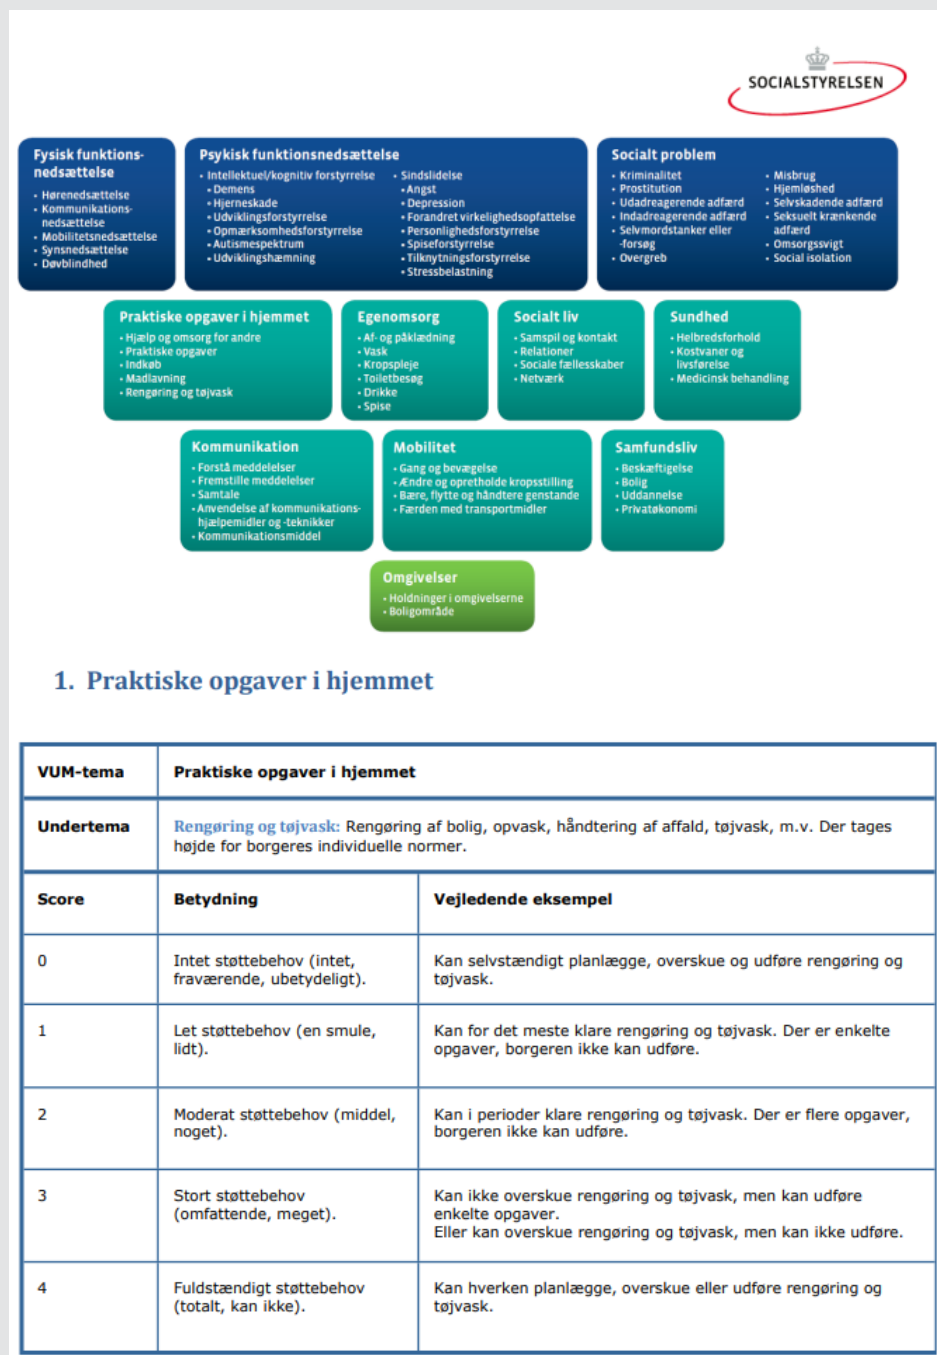 SOCIALSTYRELSEN
Fysisk funktions-
nedsættelse
• Hørenedsættelse
• Kommunikations-
nedsættelse
• Mobilitetsnedsættelse
• Synsnedsættelse
• Døvblindhed
Psykisk funktionsnedsættelse
• Intellektuel/kognitiv forstyrrelse
• Demens
• Hjerneskade
• Udviklingsforstyrrelse
• Opmærksomhedsforstyrrelse
• Autismespektrum
• Udviklingshæmning
• Sindslidelse
• Angst
• Depression
• Forandret virkelighedsopfattelse
• Personlighedsforstyrrelse
• Spiseforstyrrelse
• Tilknytningsforstyrrelse
• Stressbelastning
Socialt problem
• Kriminalitet
• Prostitution
• Udadreagerende adfærd
• Indadreagerende adfærd
• Selvmordstanker eller
-forsøg
• Overgreb
• Misbrug
• Hjemløshed
• Selvskadende adfærd
• Seksuelt krænkende
adfærd
• Omsorgssvigt
• Social isolation
Praktiske opgaver i hjemmet
• Hjælp og omsorg for andre
• Praktiske opgaver
• Indkøb
• Madlavning
• Rengøring og tøjvask
Egenomsorg
• Af- og påklædning
• Vask
• Kropspleje
• Toiletbesøg
• Drikke
• Spise
Socialt liv
• Samspil og kontakt
• Relationer
• Sociale fællesskaber
• Netværk
Sundhed
• Helbredsforhold
• Kostvaner og
livsførelse
• Medicinsk behandling
Kommunikation
• Forstå meddelelser
• Fremstille meddelelser
• Samtale
• Anvendelse af kommunikations-
hjælpemidler og -teknikker
• Kommunikationsmiddel
Mobilitet
• Gang og bevægelse
• Ændre og opretholde kropsstilling
• Bære, flytte og håndtere genstande
• Færden med transportmidler
Samfundsliv
• Beskæftigelse
• Bolig
• Uddannelse
• Privatøkonomi
Omgivelser
• Holdninger i omgivelserne
• Boligområde
1. Praktiske opgaver i hjemmet
VUM-tema
Praktiske opgaver i hjemmet
Undertema
Rengøring og tøjvask: Rengøring af bolig, opvask, håndtering af affald, tøjvask, m.v. Der tages
højde for borgeres individuelle normer.
Score
Betydning
Vejledende eksempel
0
Intet støttebehov (intet,
fraværende, ubetydeligt).
Kan selvstændigt planlægge, overskue og udføre rengøring og
tøjvask.
1
Let støttebehov (en smule,
lidt).
Kan for det meste klare rengøring og tøjvask. Der er enkelte
opgaver, borgeren ikke kan udføre.
2
Moderat støttebehov (middel,
noget).
Kan i perioder klare rengøring og tøjvask. Der er flere opgaver,
borgeren ikke kan udføre.
3
Stort støttebehov
(omfattende, meget).
Kan ikke overskue rengøring og tøjvask, men kan udføre
enkelte opgaver.
Eller kan overskue rengøring og tøjvask, men kan ikke udføre.
4
Fuldstændigt støttebehov
(totalt, kan ikke).
Kan hverken planlægge, overskue eller udføre rengøring og
tøjvask.